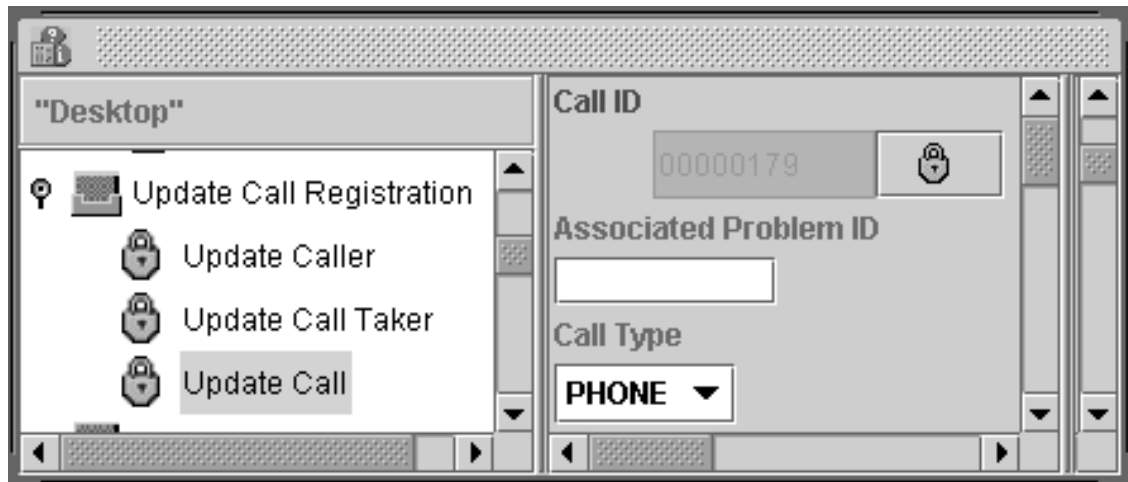 "Desktop"
Update Call Registration
Update Caller
Update Call Taker
Update Call
Call ID
00000179
Associated Problem ID
Call Type
PHONE